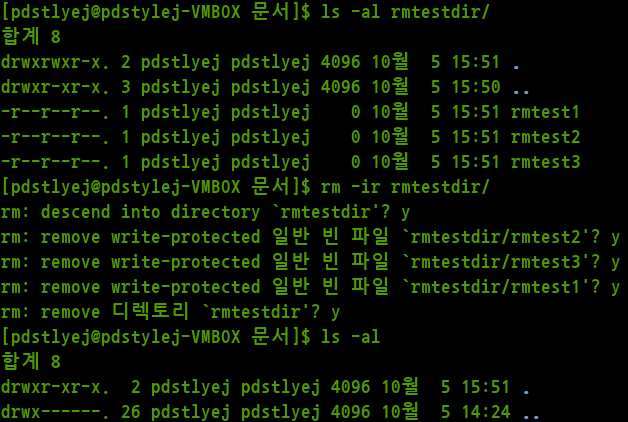 [pdstlyej@pdstylej-VMBOX 문서]$ ls -al rmtestdir/
합계 8
drwxrwxr-x. 2 pdstlyej pdstlyej 4096 10월  5 15:51 .
drwxr-xr-x. 3 pdstlyej pdstlyej 4096 10월  5 15:50 ..
-r--r--r--. 1 pdstlyej pdstlyej    0 10월  5 15:51 rmtest1
-r--r--r--. 1 pdstlyej pdstlyej    0 10월  5 15:51 rmtest2
-r--r--r--. 1 pdstlyej pdstlyej    0 10월  5 15:51 rmtest3
[pdstlyej@pdstylej-VMBOX 문서]$ rm -ir rmtestdir/
rm: descend into directory `rmtestdir'? y
rm: remove write-protected 일반 빈 파일 `rmtestdir/rmtest2'? y
rm: remove write-protected 일반 빈 파일 `rmtestdir/rmtest3'? y
rm: remove write-protected 일반 빈 파일 `rmtestdir/rmtest1'? y
rm: remove 디렉토리 `rmtestdir'? y
[pdstlyej@pdstylej-VMBOX 문서]$ ls -al
합계 8
drwxr-xr-x.  2 pdstlyej pdstlyej 4096 10월  5 15:51 .
drwx------. 26 pdstlyej pdstlyej 4096 10월  5 14:24 ..